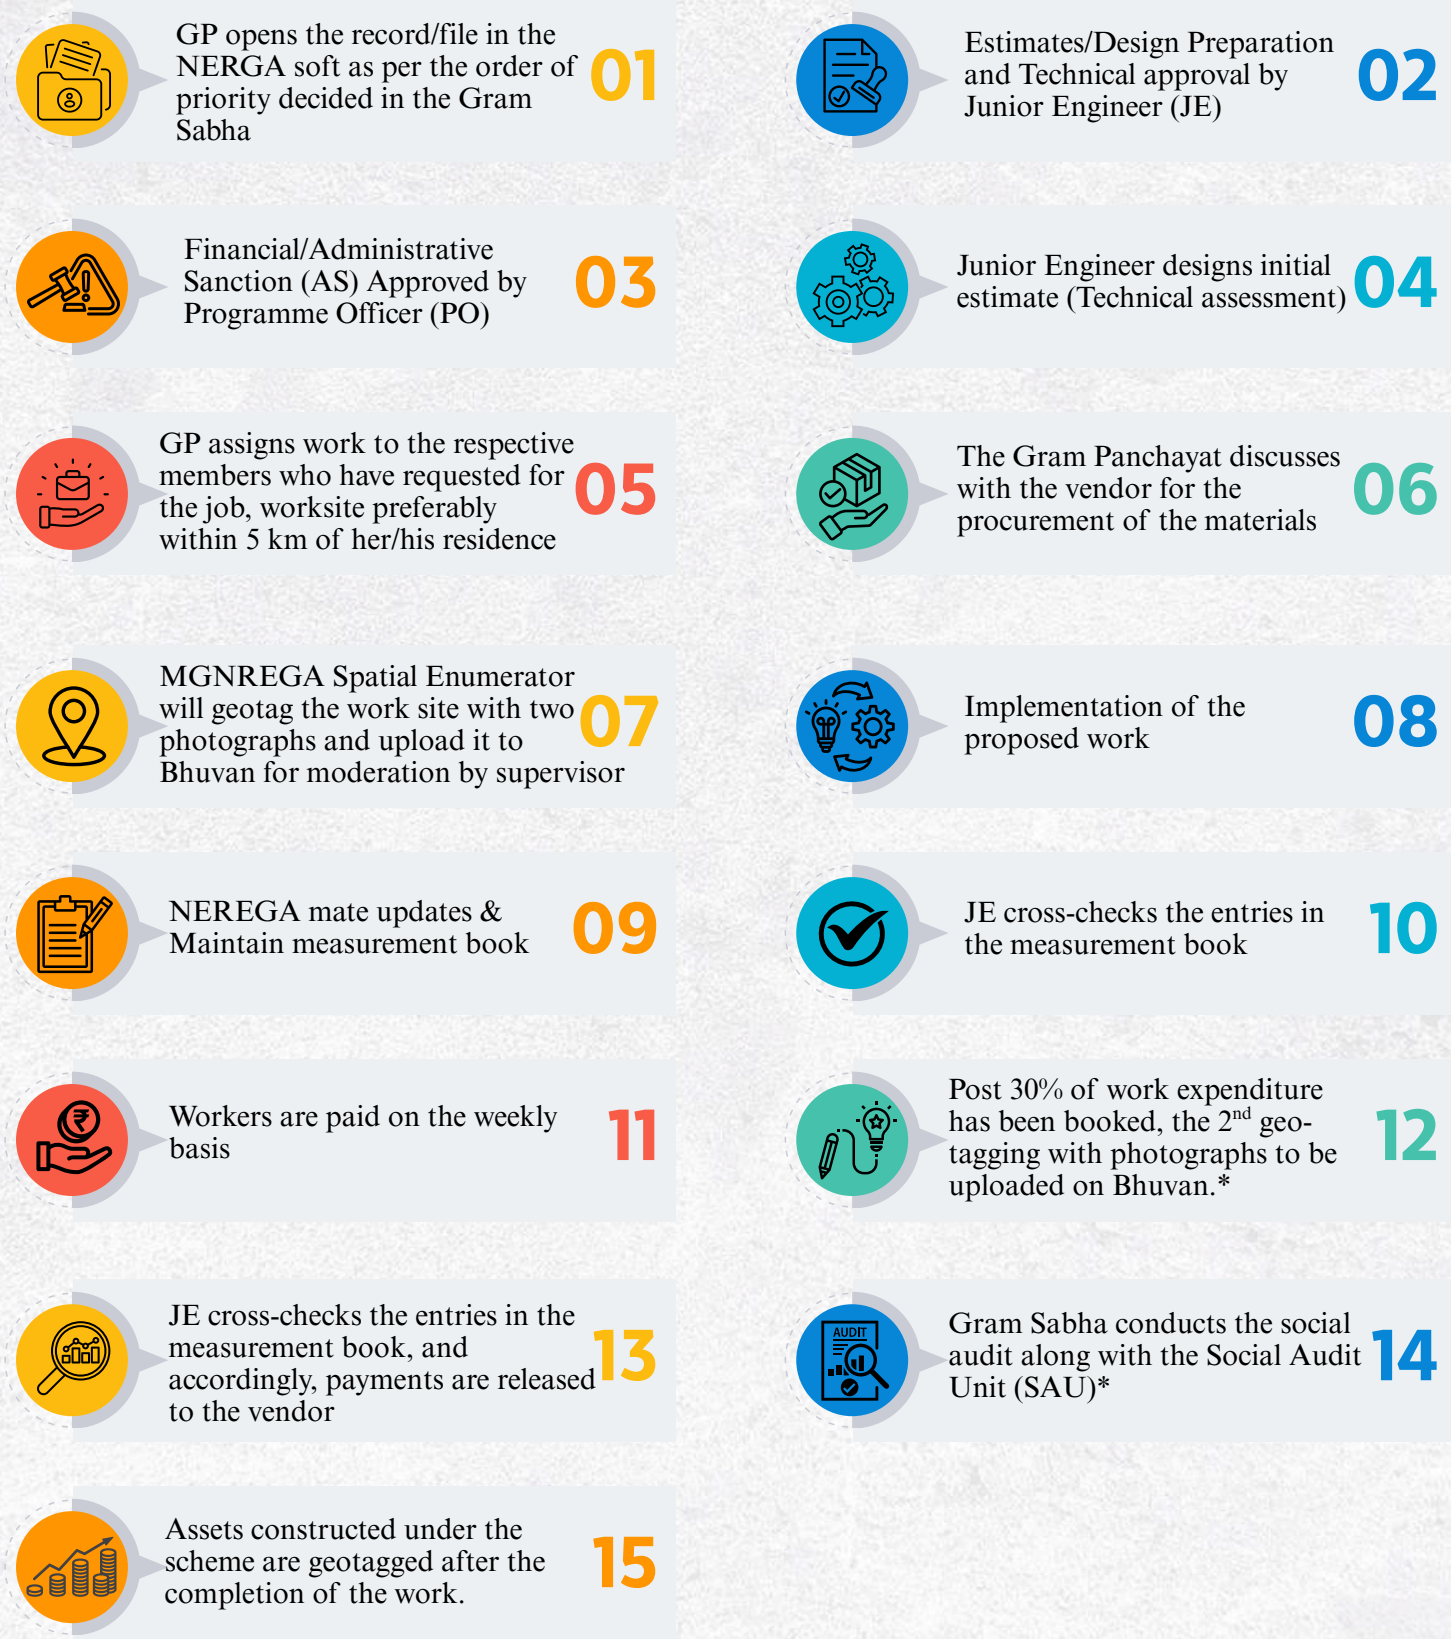 GP opens the record/file in the
NERGA soft as per the order of
priority decided in the Gram
Sabha
01
Estimates/Design Preparation
and Technical approval by
Junior Engineer (JE)
02
Financial/Administrative
Sanction (AS) Approved by
Programme Officer (PO)
03
Junior Engineer designs initial
estimate (Technical assessment)
04
GP assigns work to the respective
members who have requested for
the job, worksite preferably
within 5 km of her/his residence
05
The Gram Panchayat discusses
with the vendor for the
procurement of the materials
06
MGNREGA Spatial Enumerator
will geotag the work site with two
photographs and upload it to
Bhuvan for moderation by supervisor
07
Implementation of the
proposed work
08
NEREGA mate updates &
Maintain measurement book
09
JE cross-checks the entries in
the measurement book
10
₹
Workers are paid on the weekly
basis
11
Post 30% of work expenditure
has been booked, the 2nd geo-
tagging with photographs to be
uploaded on Bhuvan.*
12
JE cross-checks the entries in the
measurement book, and
accordingly, payments are released
to the vendor
13
AUDIT
Gram Sabha conducts the social
audit along with the Social Audit
Unit (SAU)*
14
Assets constructed under the
scheme are geotagged after the
completion of the work.
15